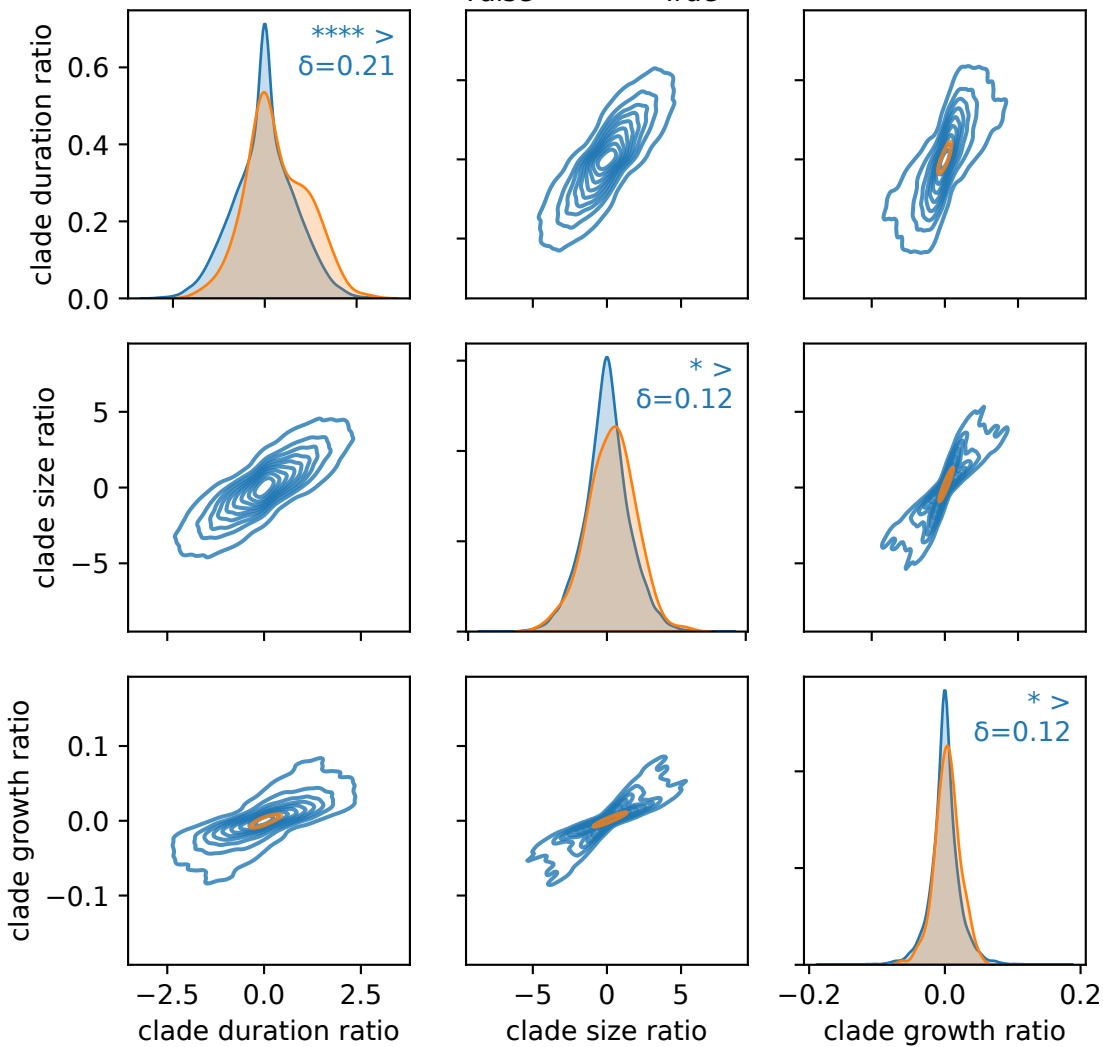 clade duration ratio
0.6
0.4
0.2
0.0
**** >
δ=0.21
clade size ratio
5
0
−5
* >
δ=0.12
clade growth ratio
0.1
0.0
−0.1
* >
δ=0.12
−2.5 0.0 2.5
−5 0 5
−0.2 0.0 0.2
clade duration ratio
clade size ratio
clade growth ratio